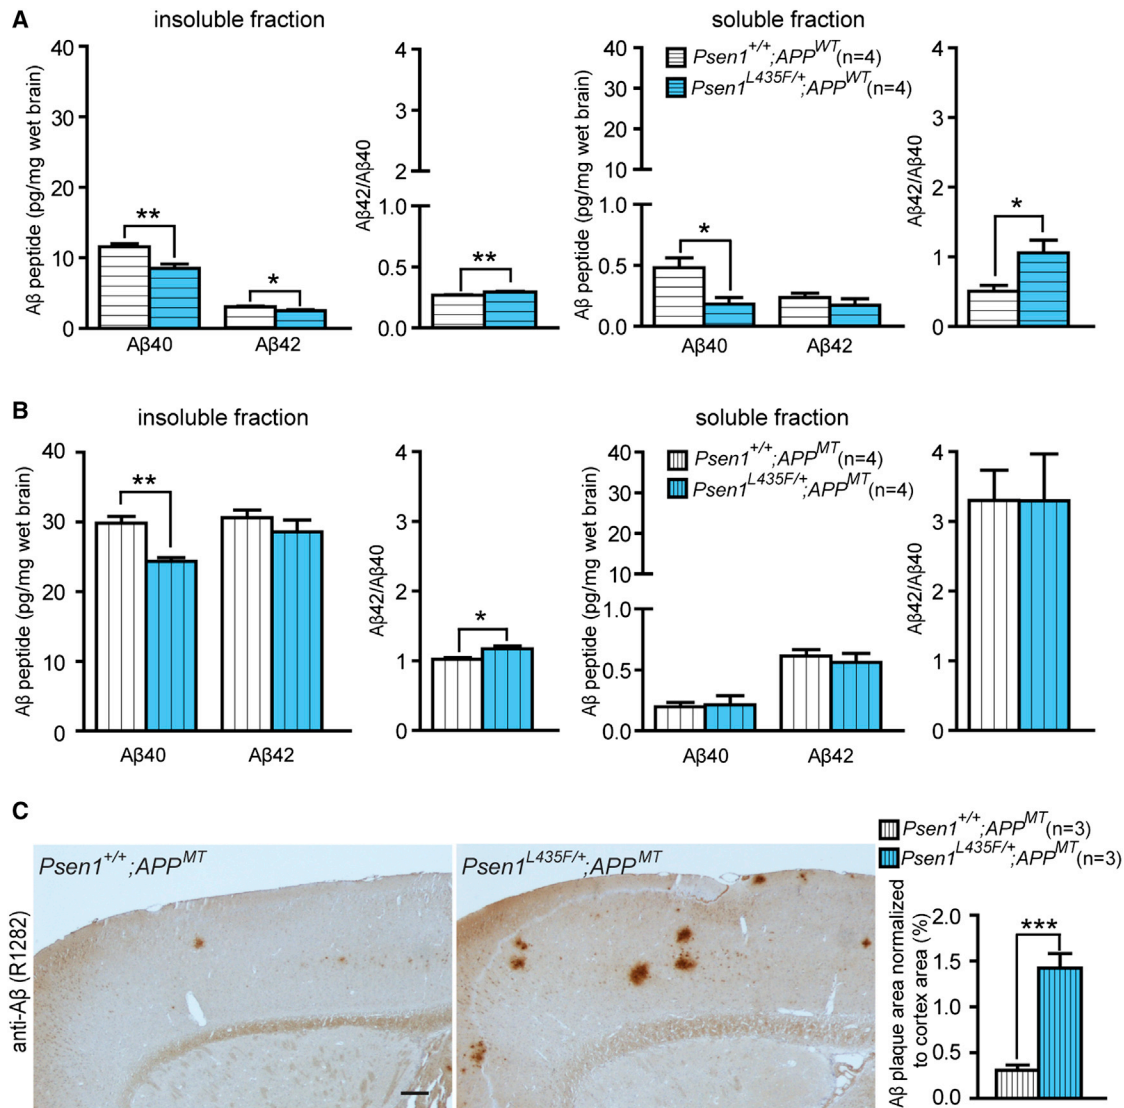 A
insoluble fraction
soluble fraction
Aβ peptide (pg/mg wet brain)
40
30
20
10
0
**
*
Aβ40
Aβ42
Aβ42/Aβ40
4
3
2
1.0
0.5
0.0
**
Aβ peptide (pg/mg wet brain)
40
30
20
10
1.0
0.5
0.0
Psen1+/+;APPWT(n=4)
Psen1L435F/+;APPWT(n=4)
*
Aβ40
Aβ42
Aβ42/Aβ40
4
3
2
1
0
*
B
insoluble fraction
soluble fraction
Aβ peptide (pg/mg wet brain)
40
30
20
10
0
**
Aβ40
Aβ42
Aβ42/Aβ40
4
3
2
1
0
*
Aβ peptide (pg/mg wet brain)
40
30
20
10
1.0
0.5
0.0
Psen1+/+;APPMT(n=4)
Psen1L435F/+;APPMT(n=4)
Aβ40
Aβ42
Aβ42/Aβ40
4
3
2
1
0
C
anti-Aβ (R1282)
Psen1+/+;APPMT
Psen1L435F/+;APPMT
Psen1+/+;APPMT(n=3)
Psen1L435F/+;APPMT(n=3)
Aβ plaque area normalized
to cortex area (%)
2.0
1.5
1.0
0.5
0.0
***